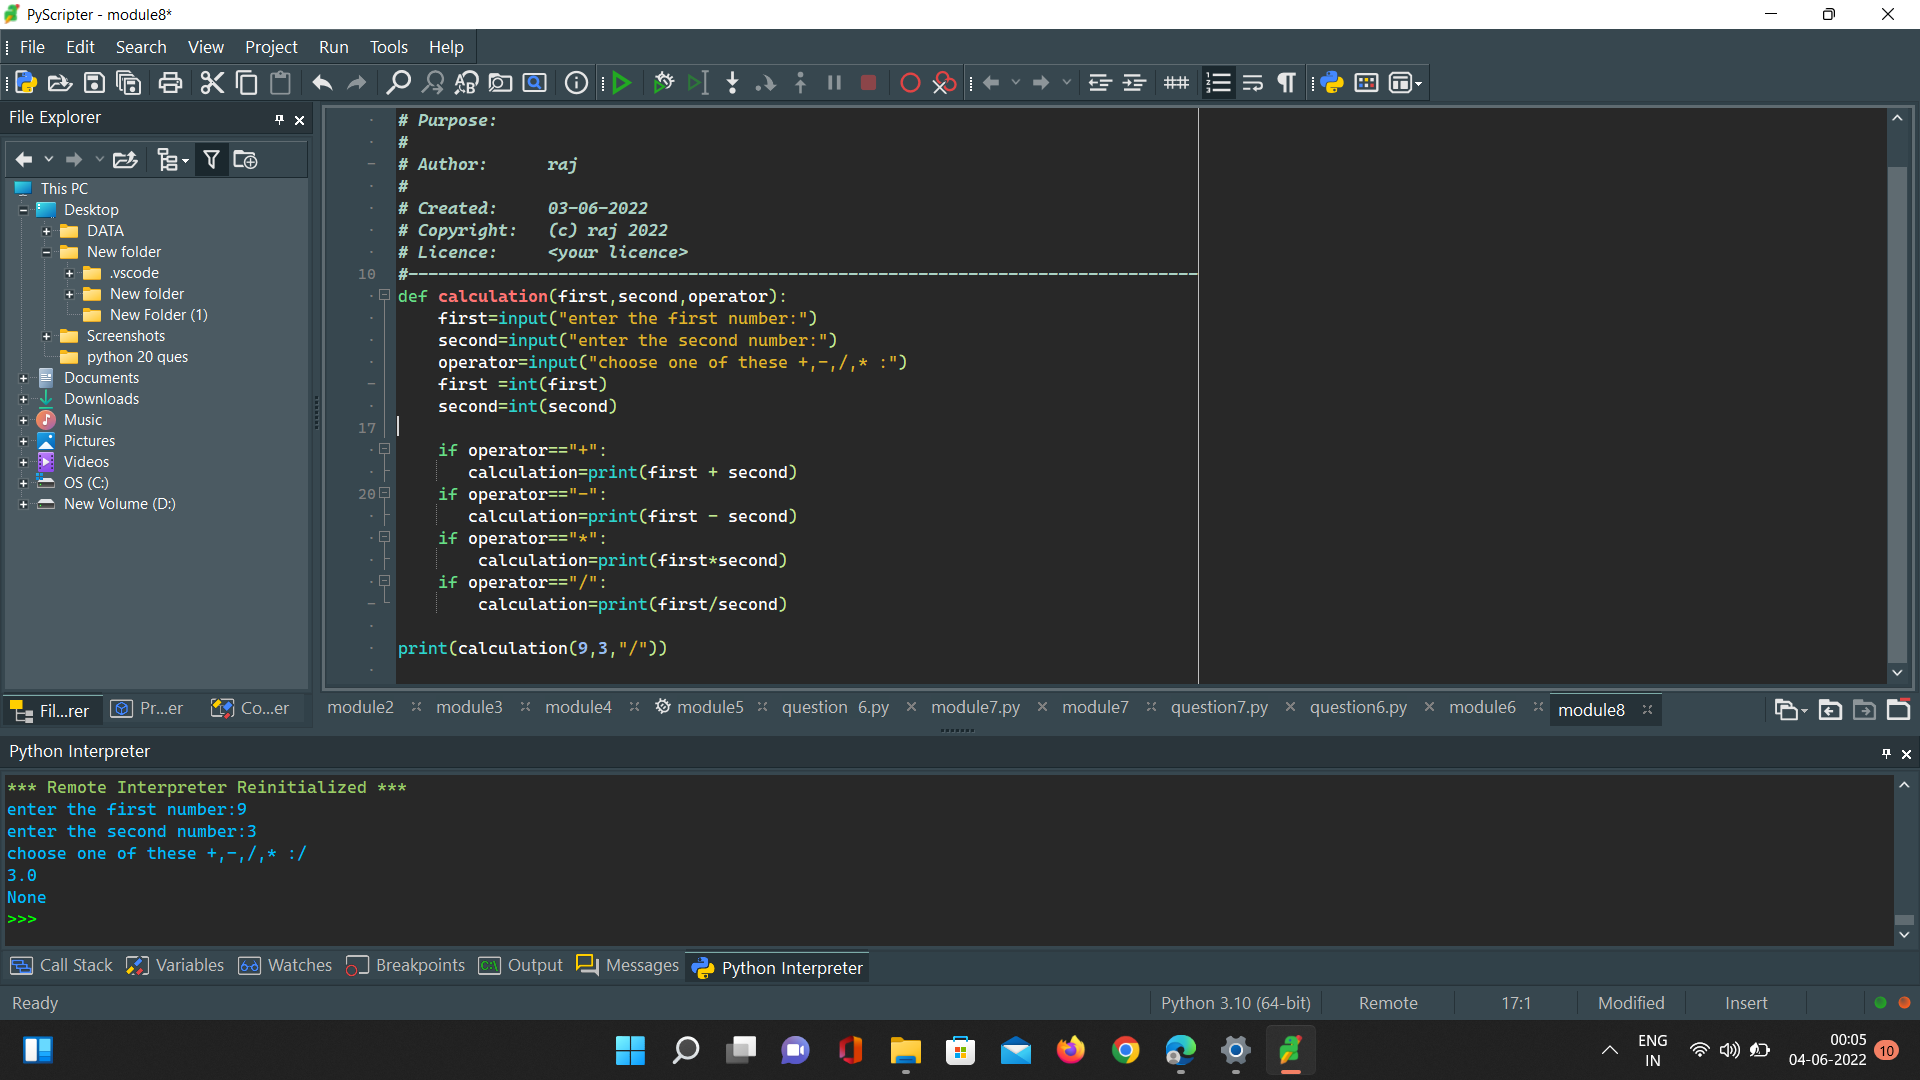 PyScripter - module8*
File Edit Search View Project Run Tools Help
File Explorer
This PC
Desktop
DATA
New folder
.vscode
New folder
New Folder (1)
Screenshots
python 20 ques
Documents
Downloads
Music
Pictures
Videos
OS (C:)
New Volume (D:)
Fil...rer Pr...er Co...er
# Purpose:
#
# Author:      raj
#
# Created:     03-06-2022
# Copyright:   (c) raj 2022
# Licence:     <your licence>
10 #-------------------------------------------------------------------------------
def calculation(first,second,operator):
    first=input("enter the first number:")
    second=input("enter the second number:")
    operator=input("choose one of these +,-,/,* :")
    first =int(first)
    second=int(second)
17
    if operator=="+":
       calculation=print(first + second)
20     if operator=="-":
       calculation=print(first - second)
    if operator=="*":
        calculation=print(first*second)
    if operator=="/":
        calculation=print(first/second)
print(calculation(9,3,"/"))
module2 module3 module4 module5 question 6.py module7.py module7 question7.py question6.py module6 module8
Python Interpreter
*** Remote Interpreter Reinitialized ***
enter the first number:9
enter the second number:3
choose one of these +,-,/,* :/
3.0
None
>>>
Call Stack Variables Watches Breakpoints Output Messages Python Interpreter
Ready Python 3.10 (64-bit) Remote 17:1 Modified Insert
ENG
IN
00:05
04-06-2022
10